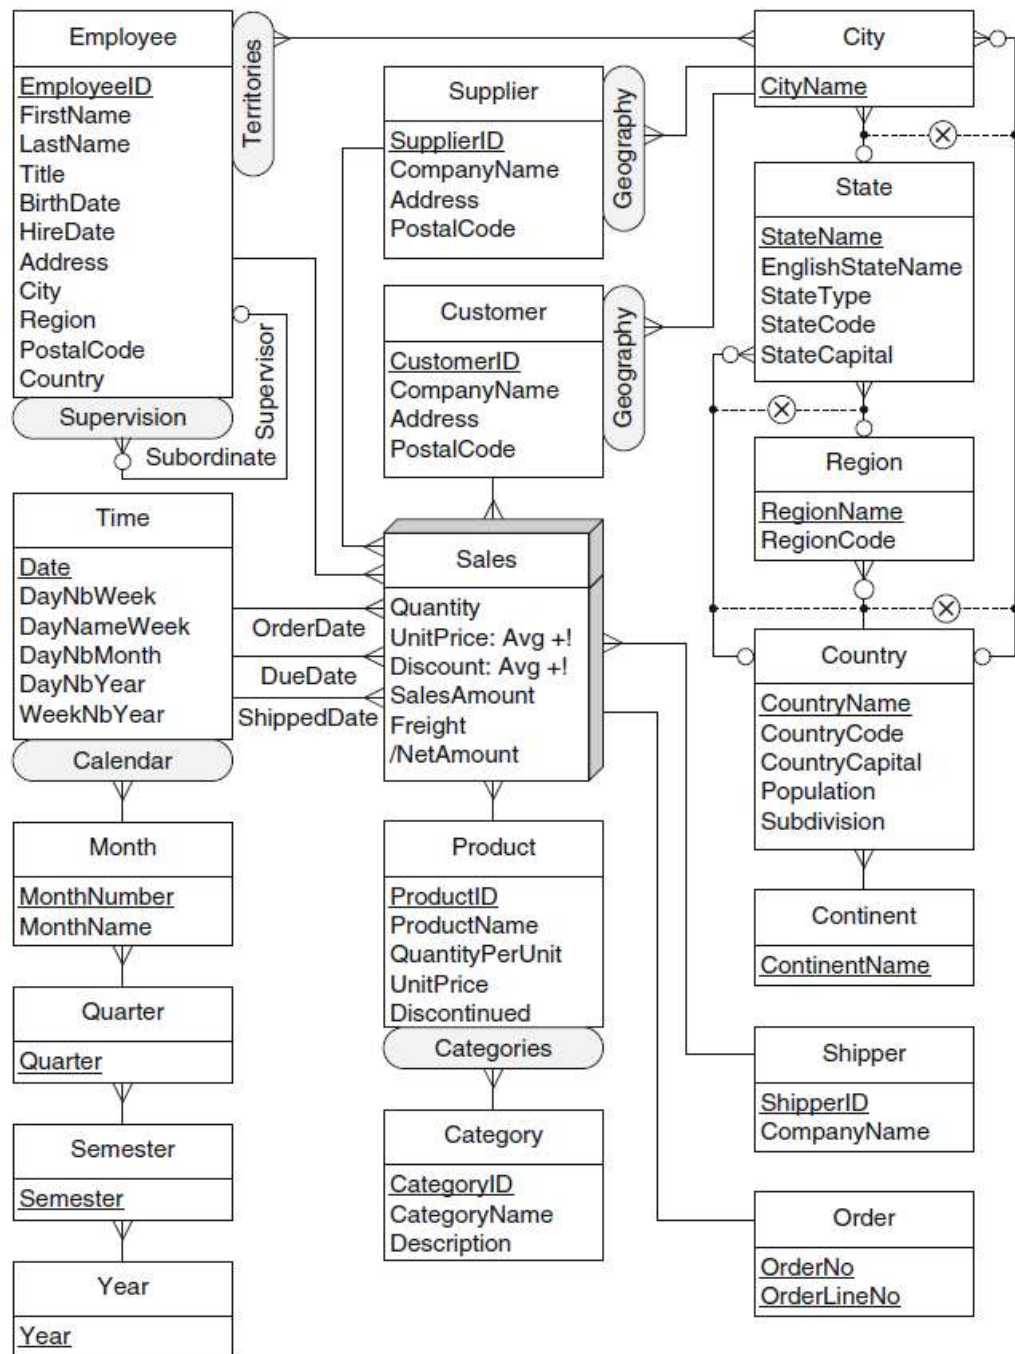 Employee
EmployeeID
FirstName
LastName
Title
BirthDate
HireDate
Address
City
Region
PostalCode
Country
Supervision
Territories
Supervisor
Subordinate
Time
Date
DayNbWeek
DayNameWeek
DayNbMonth
DayNbYear
WeekNbYear
Calendar
Month
MonthNumber
MonthName
Quarter
Quarter
Semester
Semester
Year
Year
Supplier
SupplierID
CompanyName
Address
PostalCode
Geography
Customer
CustomerID
CompanyName
Address
PostalCode
Geography
OrderDate
DueDate
ShippedDate
Sales
Quantity
UnitPrice: Avg +!
Discount: Avg +!
SalesAmount
Freight
/NetAmount
Product
ProductID
ProductName
QuantityPerUnit
UnitPrice
Discontinued
Categories
Category
CategoryID
CategoryName
Description
City
CityName
State
StateName
EnglishStateName
StateType
StateCode
StateCapital
Region
RegionName
RegionCode
Country
CountryName
CountryCode
CountryCapital
Population
Subdivision
Continent
ContinentName
Shipper
ShipperID
CompanyName
Order
OrderNo
OrderLineNo